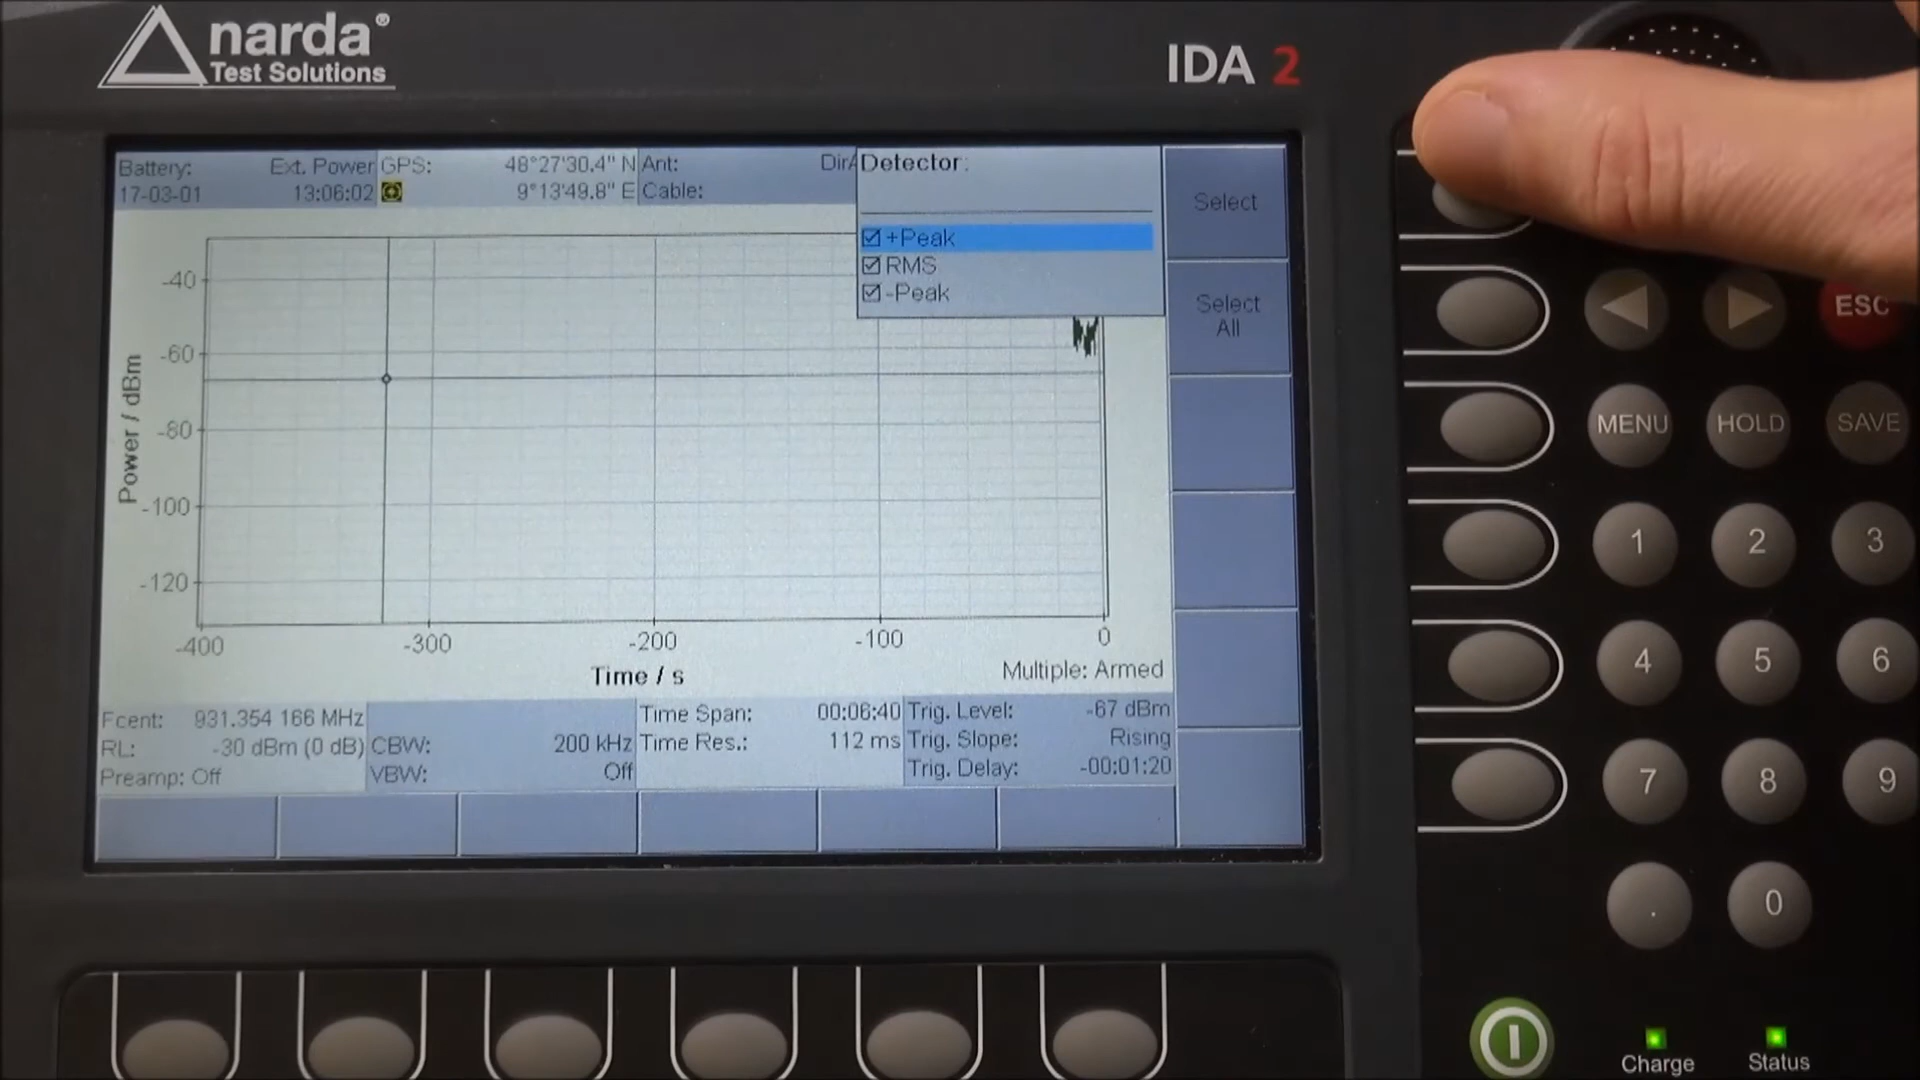 narda®
Test Solutions
IDA 2
Battery: Ext. Power
17-03-01 13:06:02
GPS: 48°27'30.4" N
9°13'49.8" E
Ant:
Cable:
Detector:
+Peak
RMS
-Peak
Select
Select
All
-40
-60
-80
-100
-120
Power / dBm
-400 -300 -200 -100 0
Time / s
Multiple: Armed
Fcent: 931.354 166 MHz
RL: -30 dBm (0 dB)
Preamp: Off
CBW: 200 kHz
VBW: Off
Time Span: 00:06:40
Time Res.: 112 ms
Trig. Level: -67 dBm
Trig. Slope: Rising
Trig. Delay: -00:01:20
ESC
MENU HOLD SAVE
1 2 3
4 5 6
7 8 9
. 0
Charge Status